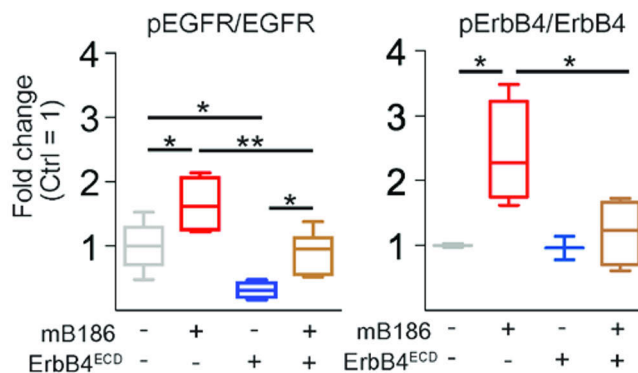 pEGFR/EGFR
pErbB4/ErbB4
Fold change
(Ctrl = 1)
4
3
2
1
*
*
**
*
4
3
2
1
*
*
mB186 - + - +
ErbB4ECD - - + +
mB186 - + - +
ErbB4ECD - - + +